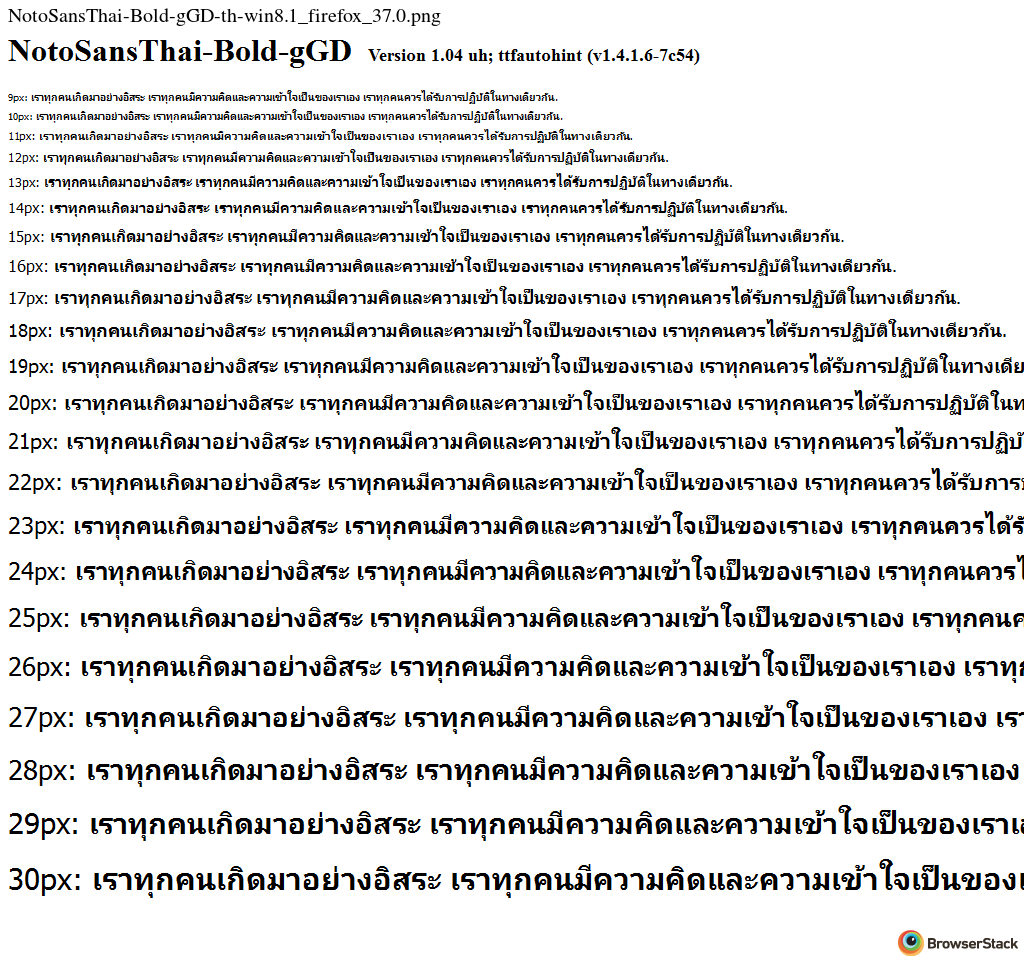 NotoSansThai-Bold-gGD-th-win8.1_firefox_37.0.png
NotoSansThai-Bold-gGD Version 1.04 uh; ttfautohint (v1.4.1.6-7c54)
9px: เราทุกคนเกิดมาอย่างอิสระ เราทุกคนมีความคิดและความเข้าใจเป็นของเราเอง เราทุกคนควรได้รับการปฏิบัติในทางเดียวกัน.
10px: เราทุกคนเกิดมาอย่างอิสระ เราทุกคนมีความคิดและความเข้าใจเป็นของเราเอง เราทุกคนควรได้รับการปฏิบัติในทางเดียวกัน.
11px: เราทุกคนเกิดมาอย่างอิสระ เราทุกคนมีความคิดและความเข้าใจเป็นของเราเอง เราทุกคนควรได้รับการปฏิบัติในทางเดียวกัน.
12px: เราทุกคนเกิดมาอย่างอิสระ เราทุกคนมีความคิดและความเข้าใจเป็นของเราเอง เราทุกคนควรได้รับการปฏิบัติในทางเดียวกัน.
13px: เราทุกคนเกิดมาอย่างอิสระ เราทุกคนมีความคิดและความเข้าใจเป็นของเราเอง เราทุกคนควรได้รับการปฏิบัติในทางเดียวกัน.
14px: เราทุกคนเกิดมาอย่างอิสระ เราทุกคนมีความคิดและความเข้าใจเป็นของเราเอง เราทุกคนควรได้รับการปฏิบัติในทางเดียวกัน.
15px: เราทุกคนเกิดมาอย่างอิสระ เราทุกคนมีความคิดและความเข้าใจเป็นของเราเอง เราทุกคนควรได้รับการปฏิบัติในทางเดียวกัน.
16px: เราทุกคนเกิดมาอย่างอิสระ เราทุกคนมีความคิดและความเข้าใจเป็นของเราเอง เราทุกคนควรได้รับการปฏิบัติในทางเดียวกัน.
17px: เราทุกคนเกิดมาอย่างอิสระ เราทุกคนมีความคิดและความเข้าใจเป็นของเราเอง เราทุกคนควรได้รับการปฏิบัติในทางเดียวกัน.
18px: เราทุกคนเกิดมาอย่างอิสระ เราทุกคนมีความคิดและความเข้าใจเป็นของเราเอง เราทุกคนควรได้รับการปฏิบัติในทางเดียวกัน.
19px: เราทุกคนเกิดมาอย่างอิสระ เราทุกคนมีความคิดและความเข้าใจเป็นของเราเอง เราทุกคนควรได้รับการปฏิบัติในทางเดีย
20px: เราทุกคนเกิดมาอย่างอิสระ เราทุกคนมีความคิดและความเข้าใจเป็นของเราเอง เราทุกคนควรได้รับการปฏิบัติในท
21px: เราทุกคนเกิดมาอย่างอิสระ เราทุกคนมีความคิดและความเข้าใจเป็นของเราเอง เราทุกคนควรได้รับการปฏิบั
22px: เราทุกคนเกิดมาอย่างอิสระ เราทุกคนมีความคิดและความเข้าใจเป็นของเราเอง เราทุกคนควรได้รับการ
23px: เราทุกคนเกิดมาอย่างอิสระ เราทุกคนมีความคิดและความเข้าใจเป็นของเราเอง เราทุกคนควรได้รั
24px: เราทุกคนเกิดมาอย่างอิสระ เราทุกคนมีความคิดและความเข้าใจเป็นของเราเอง เราทุกคนควรไ
25px: เราทุกคนเกิดมาอย่างอิสระ เราทุกคนมีความคิดและความเข้าใจเป็นของเราเอง เราทุกคนค
26px: เราทุกคนเกิดมาอย่างอิสระ เราทุกคนมีความคิดและความเข้าใจเป็นของเราเอง เราทุก
27px: เราทุกคนเกิดมาอย่างอิสระ เราทุกคนมีความคิดและความเข้าใจเป็นของเราเอง เรา
28px: เราทุกคนเกิดมาอย่างอิสระ เราทุกคนมีความคิดและความเข้าใจเป็นของเราเอง
29px: เราทุกคนเกิดมาอย่างอิสระ เราทุกคนมีความคิดและความเข้าใจเป็นของเราเ
30px: เราทุกคนเกิดมาอย่างอิสระ เราทุกคนมีความคิดและความเข้าใจเป็นของเ
BrowserStack